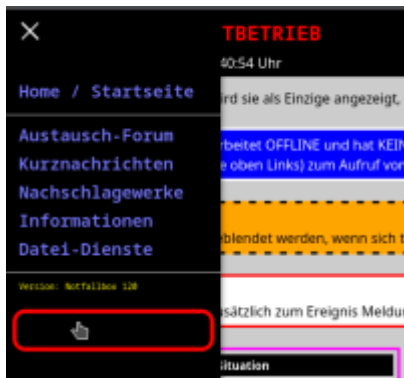 TBETRIEB
40:54 Uhr
Home / Startseite
ird sie als Einzige angezeigt,
Austausch-Forum
rbeitet OFFLINE und hat KEIN
Kurznachrichten
e oben Links) zum Aufruf von
Nachschlagewerke
Informationen
eblendet werden, wenn sich t
Datei-Dienste
Version: Notfallbox 120
sätzlich zum Ereignis Meldu
ituation